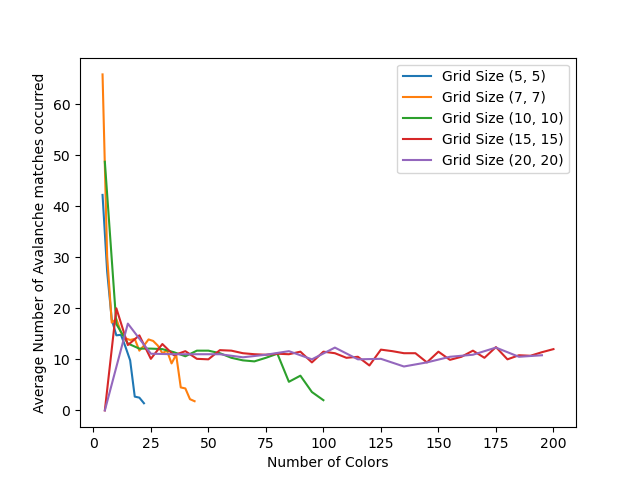 Grid Size (5, 5)
Grid Size (7, 7)
Grid Size (10, 10)
Grid Size (15, 15)
Grid Size (20, 20)
Average Number of Avalanche matches occurred
60
50
40
30
20
10
0
0 25 50 75 100 125 150 175 200
Number of Colors